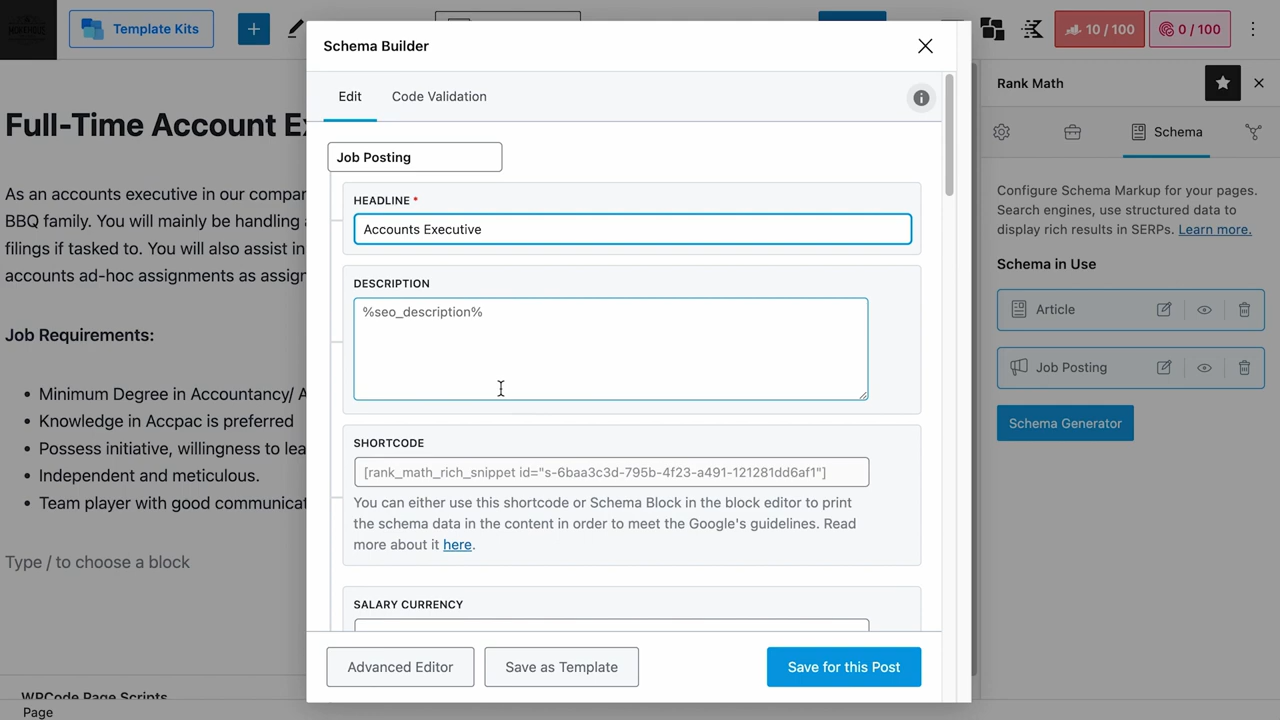 Template Kits
10 / 100
0 / 100
Schema Builder
Edit
Code Validation
Job Posting
HEADLINE *
Accounts Executive
DESCRIPTION
%seo_description%
SHORTCODE
[rank_math_rich_snippet id="s-6baa3c3d-795b-4f23-a491-121281dd6af1"]
You can either use this shortcode or Schema Block in the block editor to print
the schema data in the content in order to meet the Google's guidelines. Read
more about it here.
SALARY CURRENCY
Advanced Editor
Save as Template
Save for this Post
Full-Time Account
As an accounts executive in our
BBQ family. You will mainly be handling
filings if tasked to. You will also assist in
accounts ad-hoc assignments as
Job Requirements:
• Minimum Degree in Accountancy/
• Knowledge in Accpac is preferred
• Possess initiative, willingness to
• Independent and meticulous.
• Team player with good
Type / to choose a block
WPCode Page Scripts
Page
Rank Math
Schema
Configure Schema Markup for your pages.
Search engines, use structured data to
display rich results in SERPs. Learn more.
Schema in Use
Article
Job Posting
Schema Generator